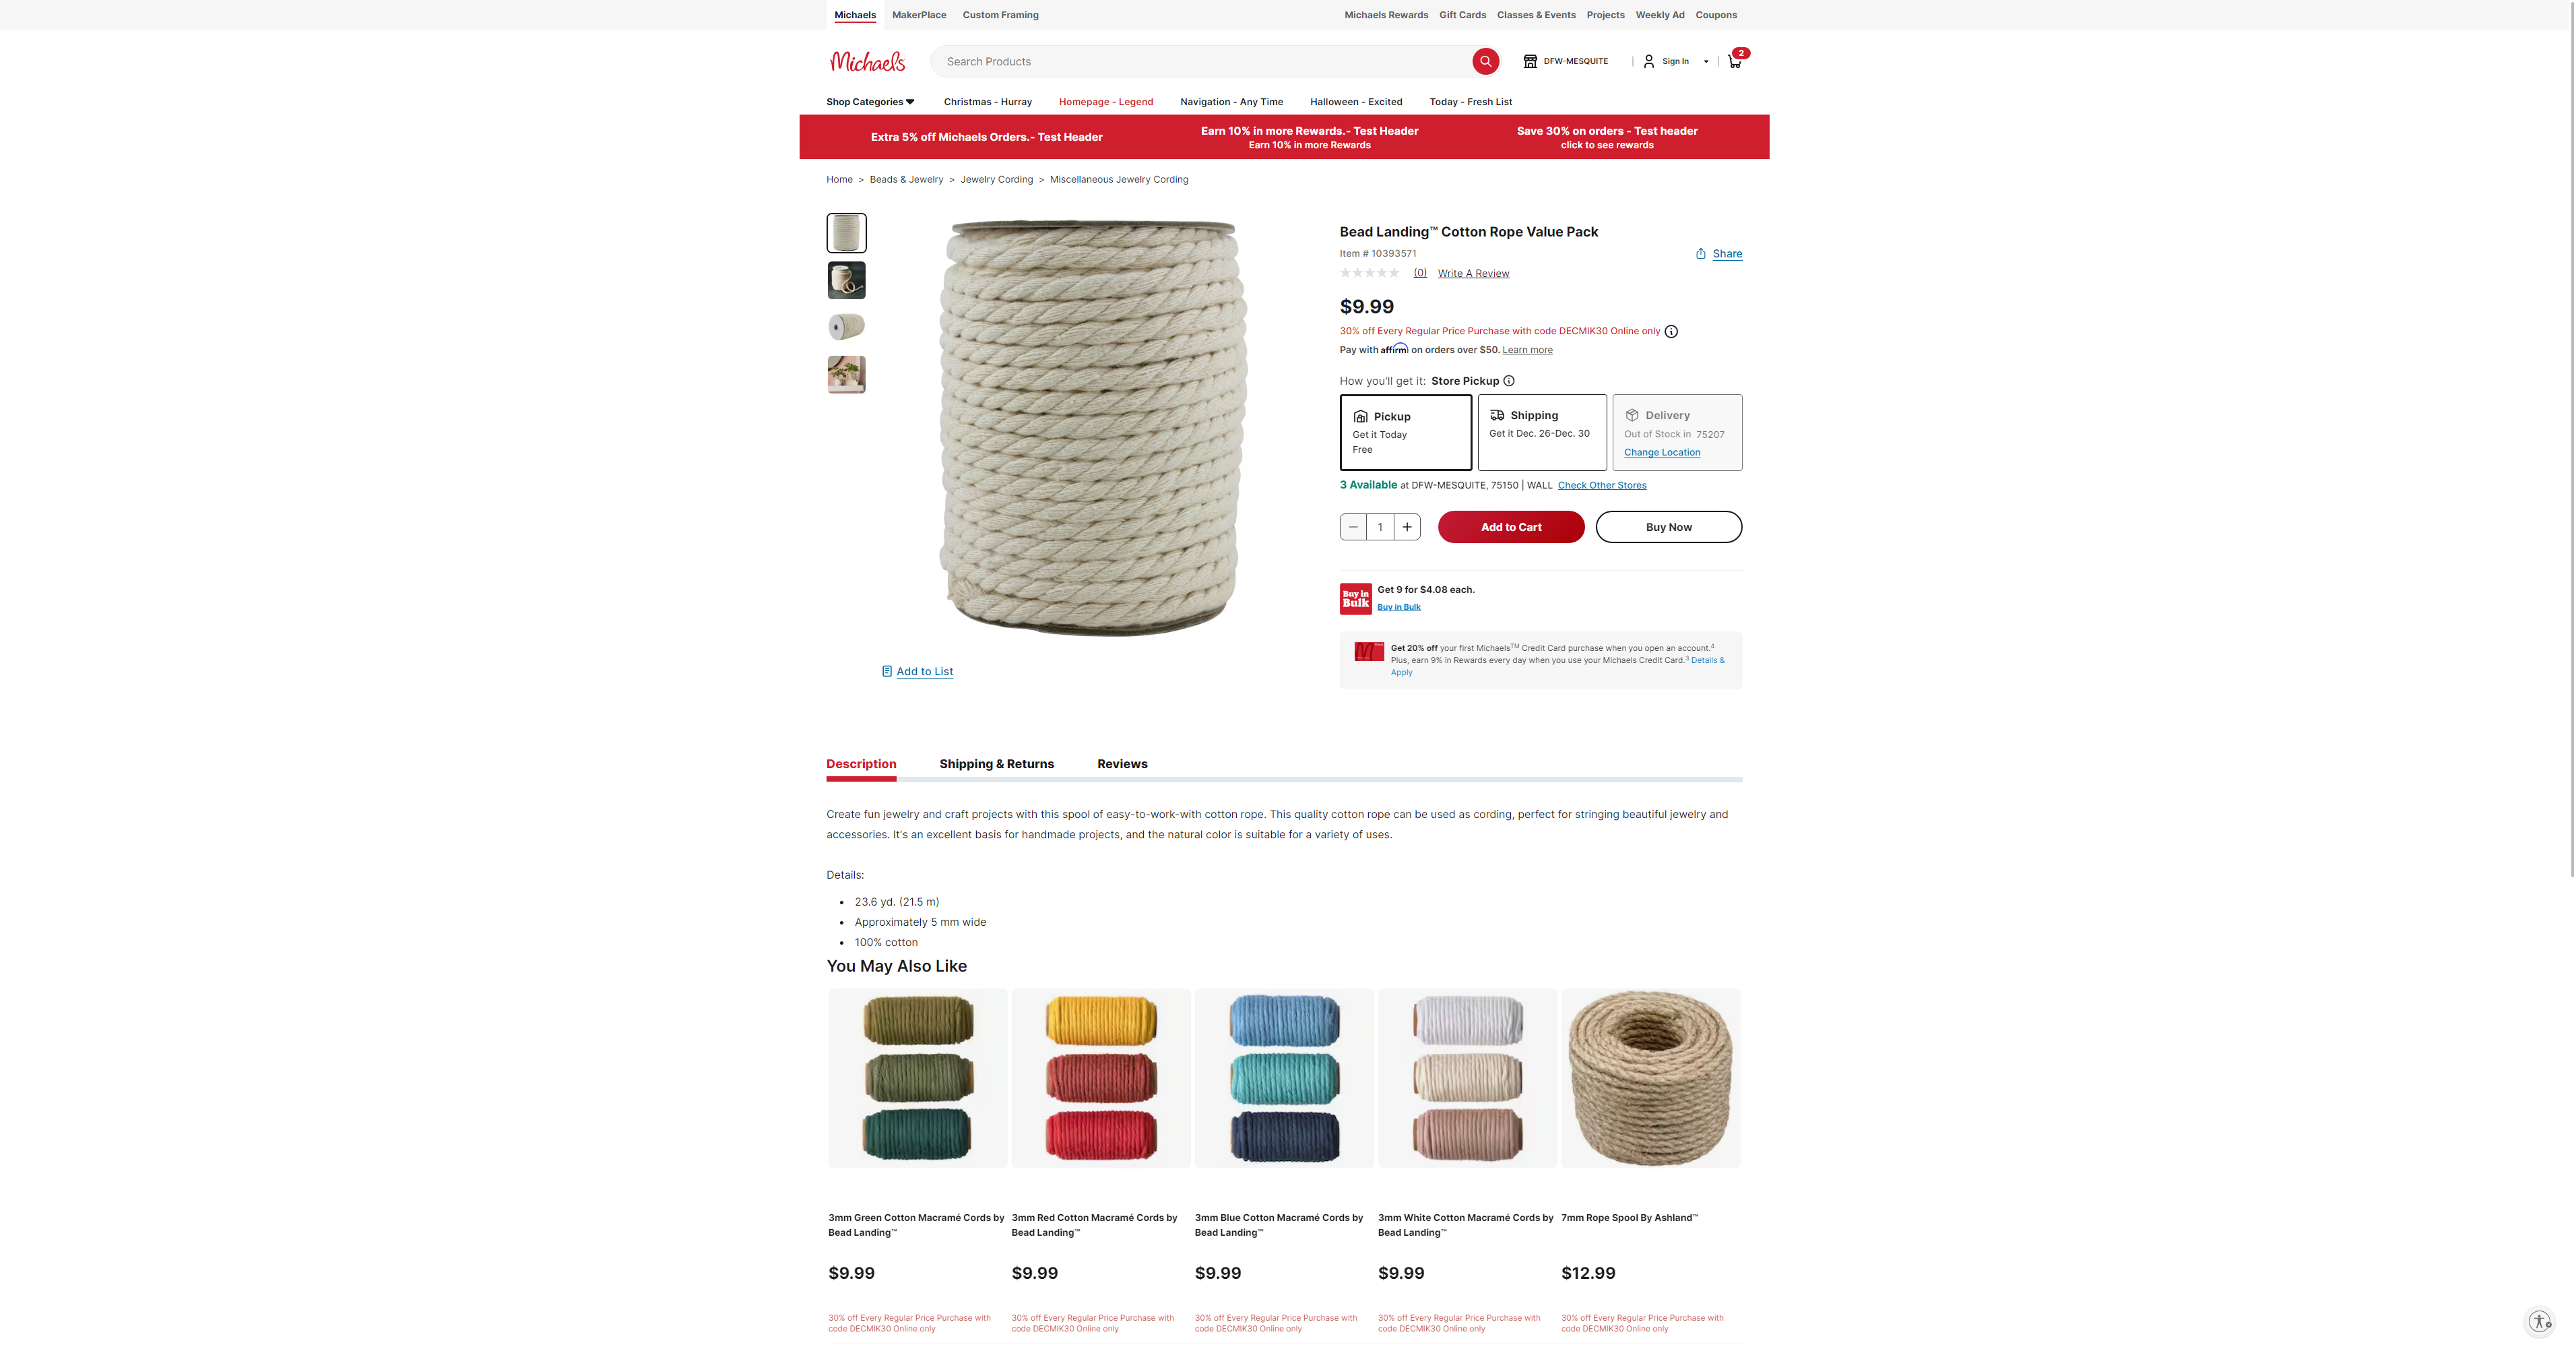 Michaels MakerPlace Custom Framing Michaels Rewards Gift Cards Classes & Events Projects Weekly Ad Coupons
Michaels Search Products DFW-MESQUITE | Sign In | 2
Shop Categories Christmas - Hurray Homepage - Legend Navigation - Any Time Halloween - Excited Today - Fresh List
Extra 5% off Michaels Orders.- Test Header
Earn 10% in more Rewards.- Test Header
Earn 10% in more Rewards
Save 30% on orders - Test header
click to see rewards
Home > Beads & Jewelry > Jewelry Cording > Miscellaneous Jewelry Cording
Bead Landing™ Cotton Rope Value Pack
Item # 10393571
Share
(0) Write A Review
$9.99
30% off Every Regular Price Purchase with code DECMIK30 Online only
Pay with affirm on orders over $50. Learn more
How you'll get it: Store Pickup
Pickup
Get it Today
Free
Shipping
Get it Dec. 26-Dec. 30
Delivery
Out of Stock in 75207
Change Location
3 Available at DFW-MESQUITE, 75150 | WALL Check Other Stores
− 1 + Add to Cart Buy Now
Buy in
Bulk
Get 9 for $4.08 each.
Buy in Bulk
Get 20% off your first Michaels™ Credit Card purchase when you open an account.⁴
Plus, earn 9% in Rewards every day when you use your Michaels Credit Card.³ Details &
Apply
Add to List
Description Shipping & Returns Reviews
Create fun jewelry and craft projects with this spool of easy-to-work-with cotton rope. This quality cotton rope can be used as cording, perfect for stringing beautiful jewelry and
accessories. It's an excellent basis for handmade projects, and the natural color is suitable for a variety of uses.
Details:
• 23.6 yd. (21.5 m)
• Approximately 5 mm wide
• 100% cotton
You May Also Like
3mm Green Cotton Macramé Cords by
Bead Landing™
$9.99
30% off Every Regular Price Purchase with
code DECMIK30 Online only
3mm Red Cotton Macramé Cords by
Bead Landing™
$9.99
30% off Every Regular Price Purchase with
code DECMIK30 Online only
3mm Blue Cotton Macramé Cords by
Bead Landing™
$9.99
30% off Every Regular Price Purchase with
code DECMIK30 Online only
3mm White Cotton Macramé Cords by
Bead Landing™
$9.99
30% off Every Regular Price Purchase with
code DECMIK30 Online only
7mm Rope Spool By Ashland™
$12.99
30% off Every Regular Price Purchase with
code DECMIK30 Online only